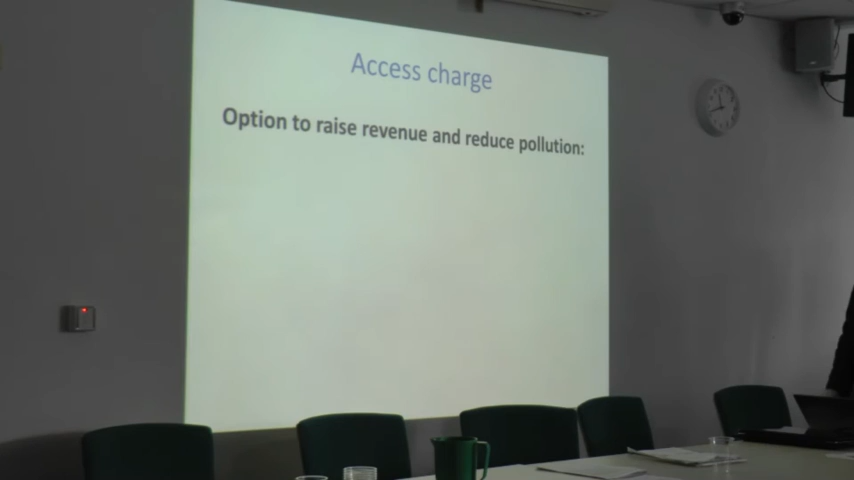 Access charge
Option to raise revenue and reduce pollution: